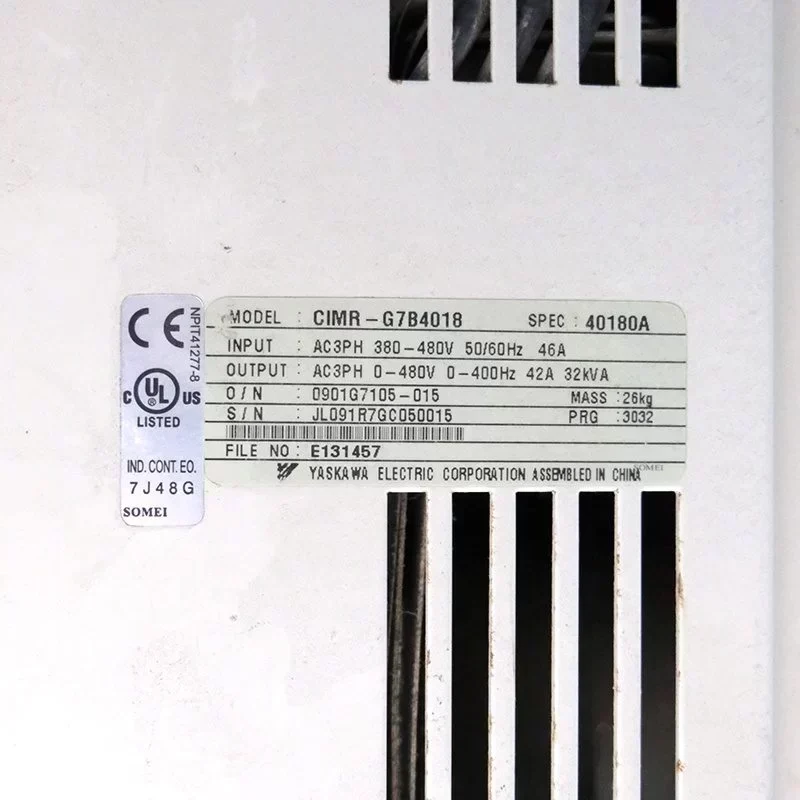 CE
NPIT41277-8
C UL US
LISTED
IND. CONT. EQ.
7J48G
SOMEI
MODEL : CIMR-G7B4018 SPEC : 40180A
INPUT : AC3PH 380-480V 50/60Hz 46A
OUTPUT : AC3PH 0-480V 0-400Hz 42A 32kVA
O/N : 0901G7105-015 MASS : 26kg
S/N : JL091R7GC050015 PRG : 3032
FILE NO : E131457
YASKAWA ELECTRIC CORPORATION ASSEMBLED IN CHINA
SOMEI